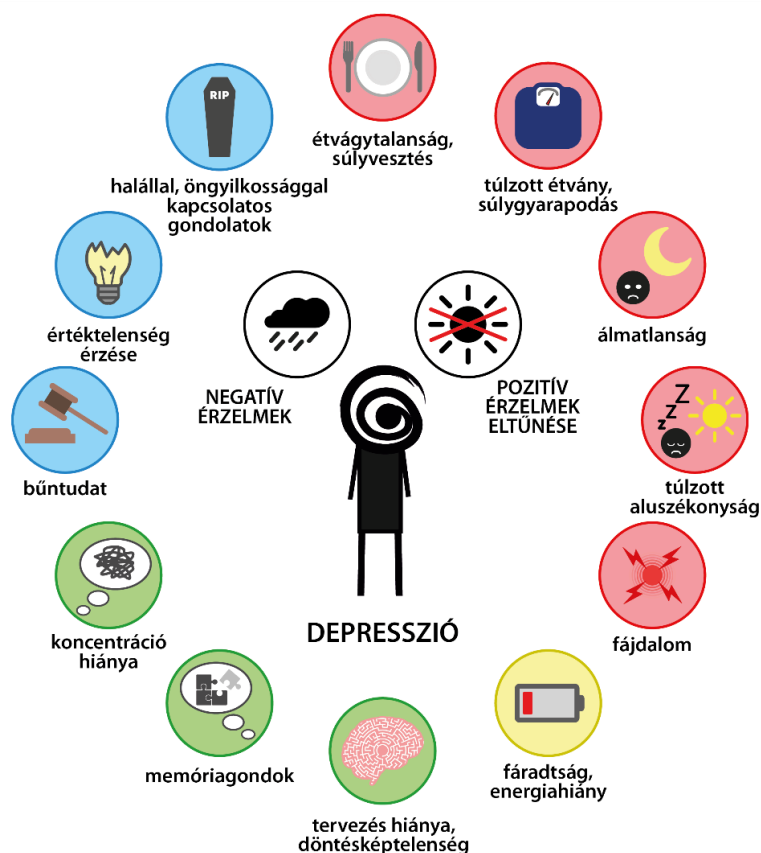 RIP
étvágytalanság,
súlyvesztés
túlzott étvány,
súlygyarapodás
halállal, öngyilkossággal
kapcsolatos
gondolatok
álmatlanság
értéktelenség
érzése
NEGATÍV
ÉRZELMEK
POZITÍV
ÉRZELMEK
ELTŰNÉSE
z Z Z
túlzott
aluszékonyság
bűntudat
DEPRESSZIÓ
koncentráció
hiánya
fájdalom
memóriagondok
fáradtság,
energiahiány
tervezés hiánya,
döntésképtelenség